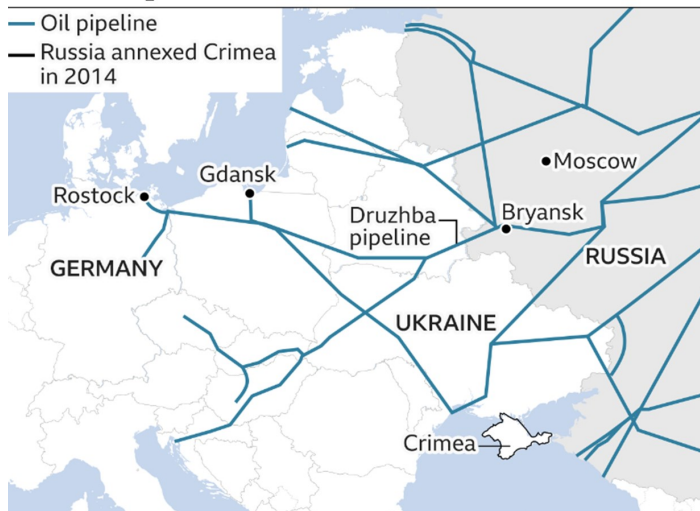 Oil pipeline
Russia annexed Crimea
in 2014
Moscow
Gdansk
Rostock
Druzhba
pipeline
Bryansk
GERMANY
RUSSIA
UKRAINE
Crimea